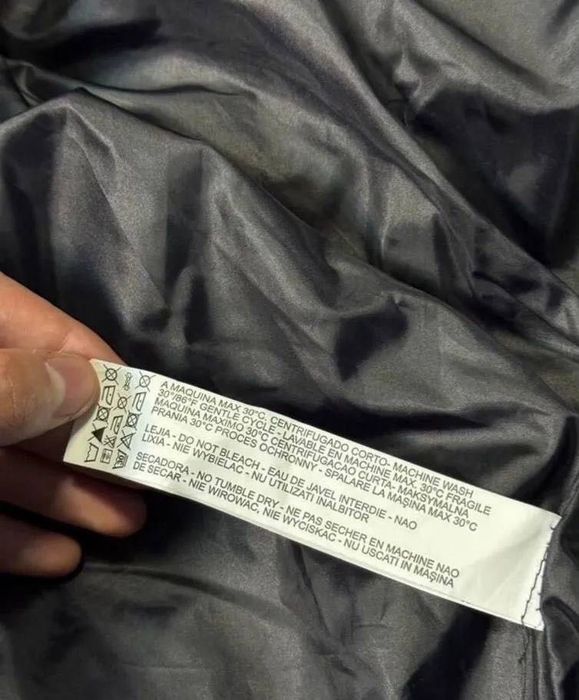 A MAQUINA MAX 30°C. CENTRIFUGADO CORTO- MACHINE WASH
30°/86°F GENTLE CYCLE - LAVABLE EN MACHINE MAX. 30°C FRAGILE
MAQUINA MAXIMO 30°C CENTRIFUGACAO CURTA- MAKSYMALNA
PRANIA 30°C PROCES OCHRONNY - SPALARE LA MAȘINA MAX 30°C
LEJIA - DO NOT BLEACH - EAU DE JAVEL INTERDIE - NAO
LIXIA - NIE WYBIELAC - NU UTILIZATI INALBITOR
SECADORA - NO TUMBLE DRY - NE PAS SECHER EN MACHINE NAO
DE SECAR - NIE WIROWAC, NIE WYCISKAC - NU USCATI IN MAȘINA